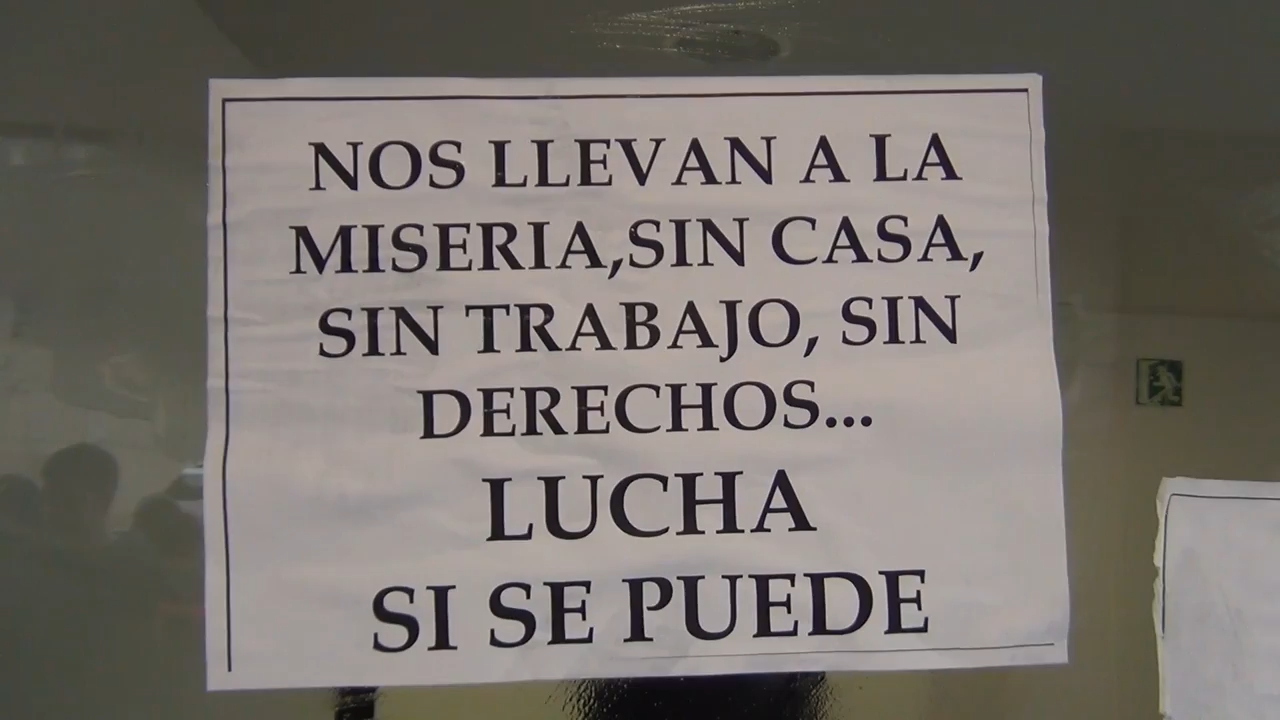 NOS LLEVAN A LA
MISERIA,SIN CASA,
SIN TRABAJO, SIN
DERECHOS...
LUCHA
SI SE PUEDE